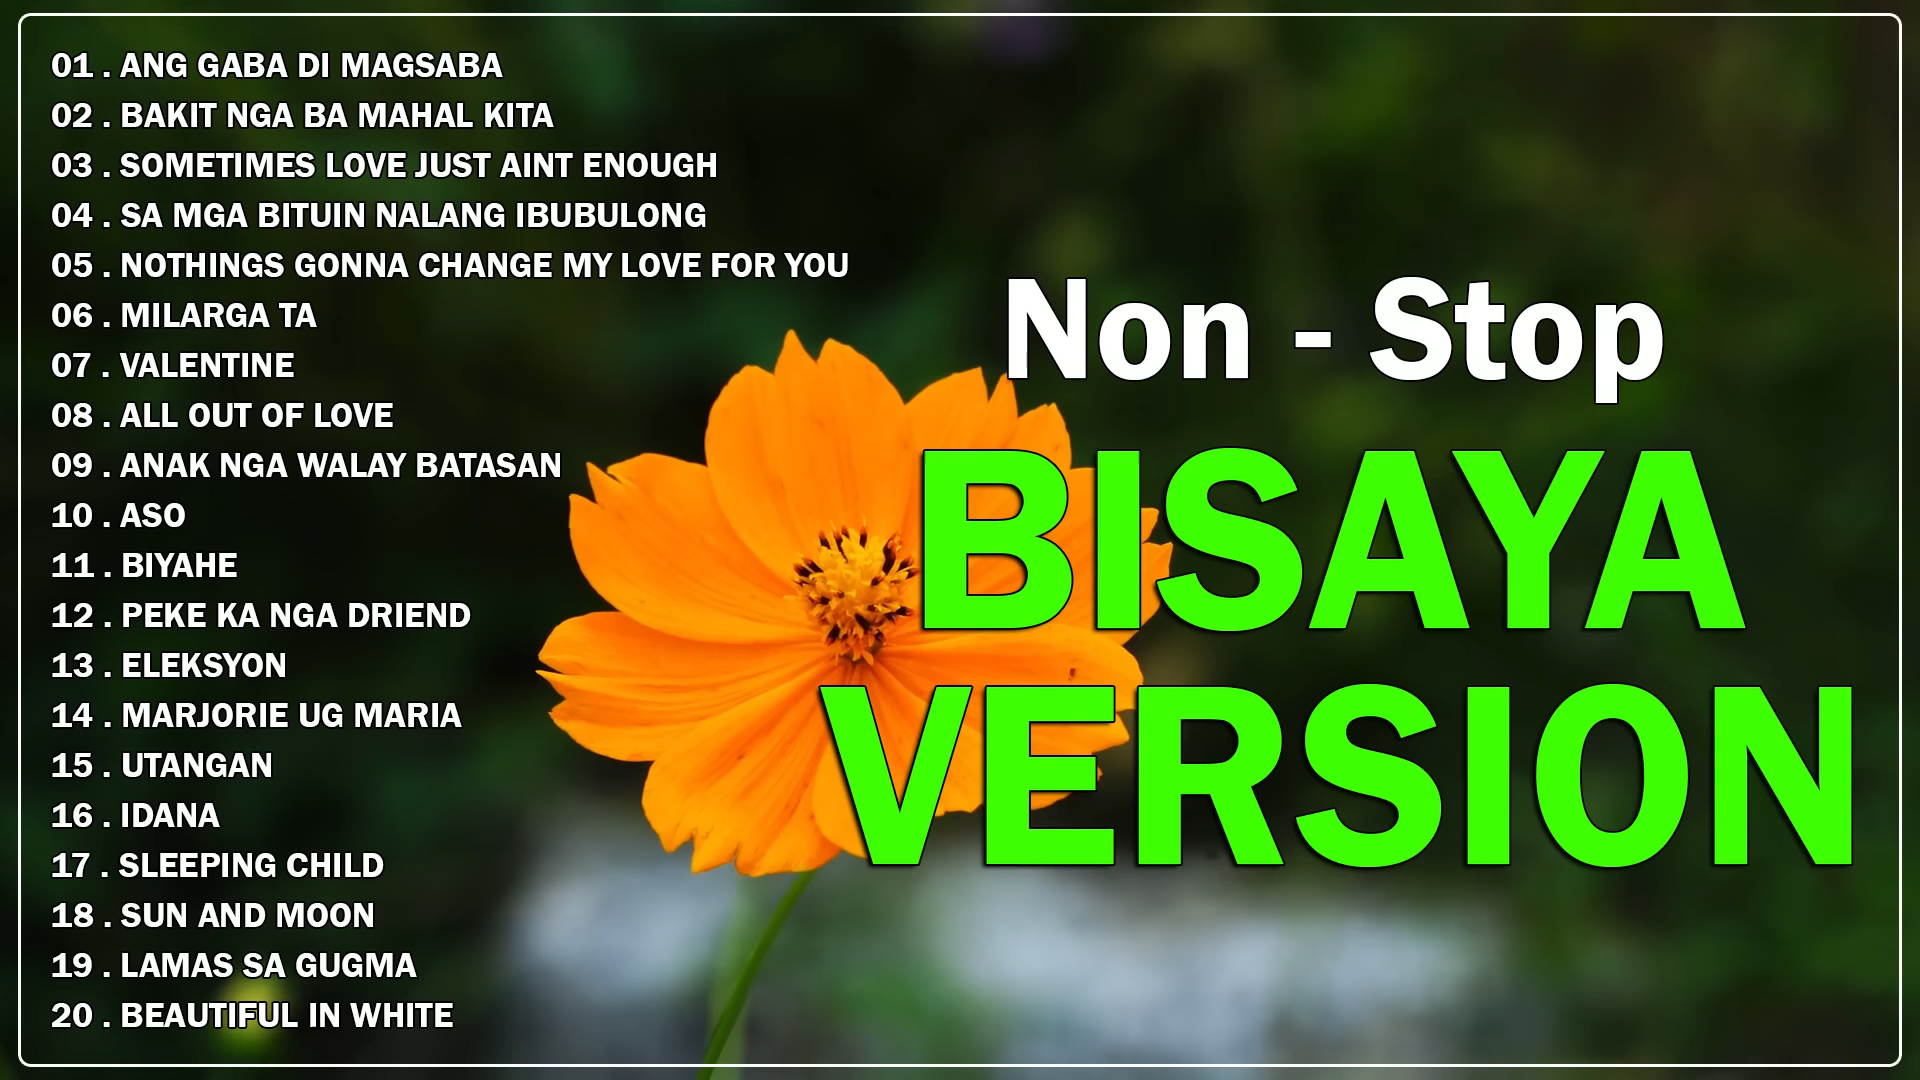 01 . ANG GABA DI MAGSABA
02 . BAKIT NGA BA MAHAL KITA
03 . SOMETIMES LOVE JUST AINT ENOUGH
04 . SA MGA BITUIN NALANG IBUBULONG
05 . NOTHINGS GONNA CHANGE MY LOVE FOR YOU
06 . MILARGA TA
07 . VALENTINE
08 . ALL OUT OF LOVE
09 . ANAK NGA WALAY BATASAN
10 . ASO
11 . BIYAHE
12 . PEKE KA NGA DRIEND
13 . ELEKSYON
14 . MARJORIE UG MARIA
15 . UTANGAN
16 . IDANA
17 . SLEEPING CHILD
18 . SUN AND MOON
19 . LAMAS SA GUGMA
20 . BEAUTIFUL IN WHITE
Non - Stop
BISAYA
VERSION